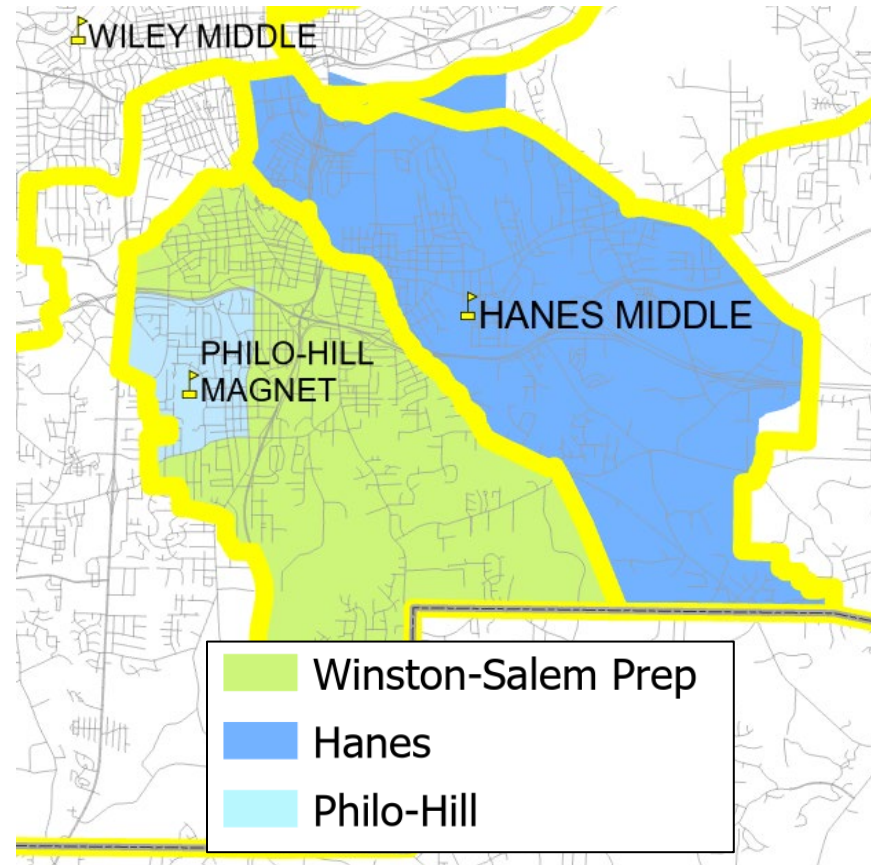 WILEY MIDDLE
HANES MIDDLE
PHILO-HILL
MAGNET
Winston-Salem Prep
Hanes
Philo-Hill